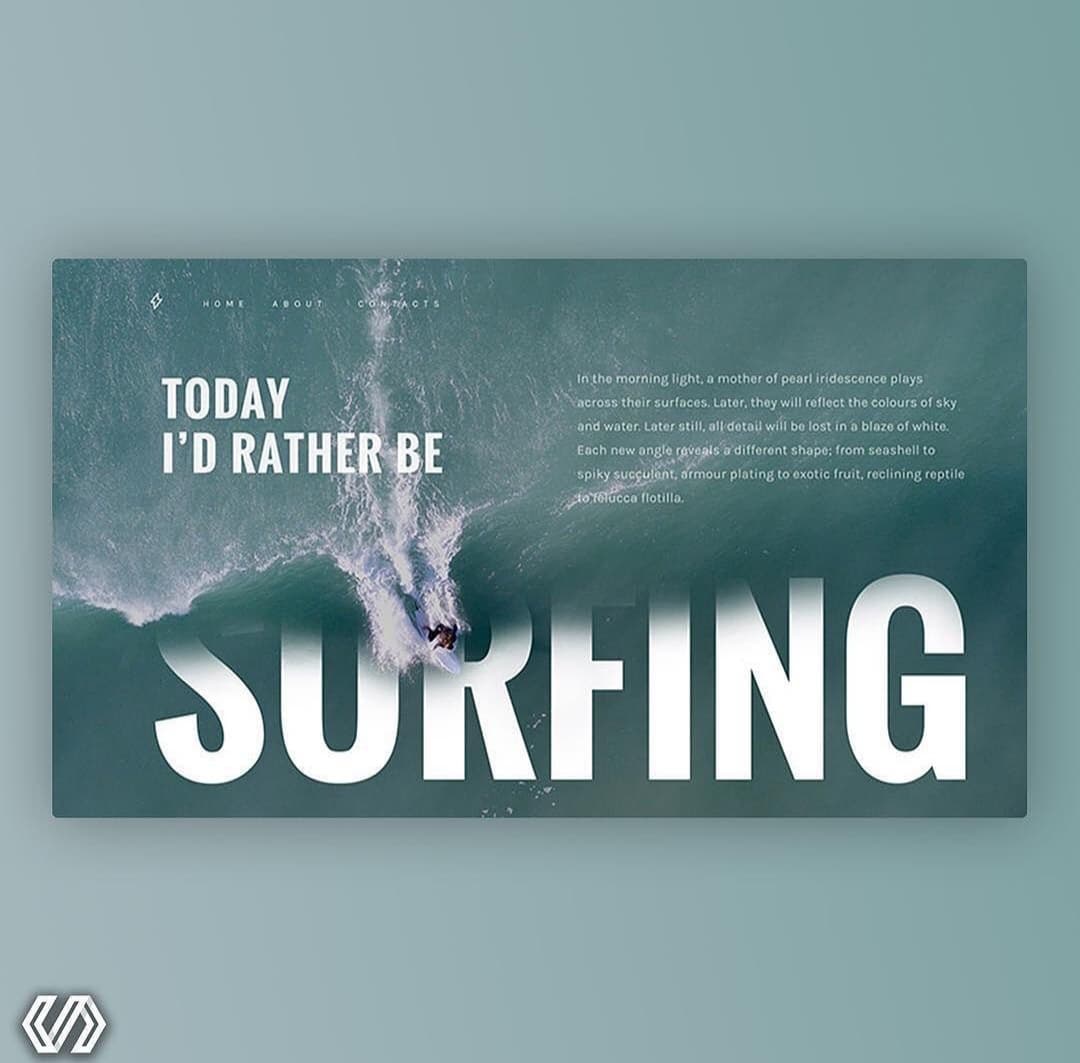 HOME ABOUT CONTACTS
TODAY
I'D RATHER BE
In the morning light, a mother of pearl iridescence plays
across their surfaces. Later, they will reflect the colours of sky
and water. Later still, all detail will be lost in a blaze of white.
Each new angle reveals a different shape; from seashell to
spiky succulent, armour plating to exotic fruit, reclining reptile
to felucca flotilla.
SURFING